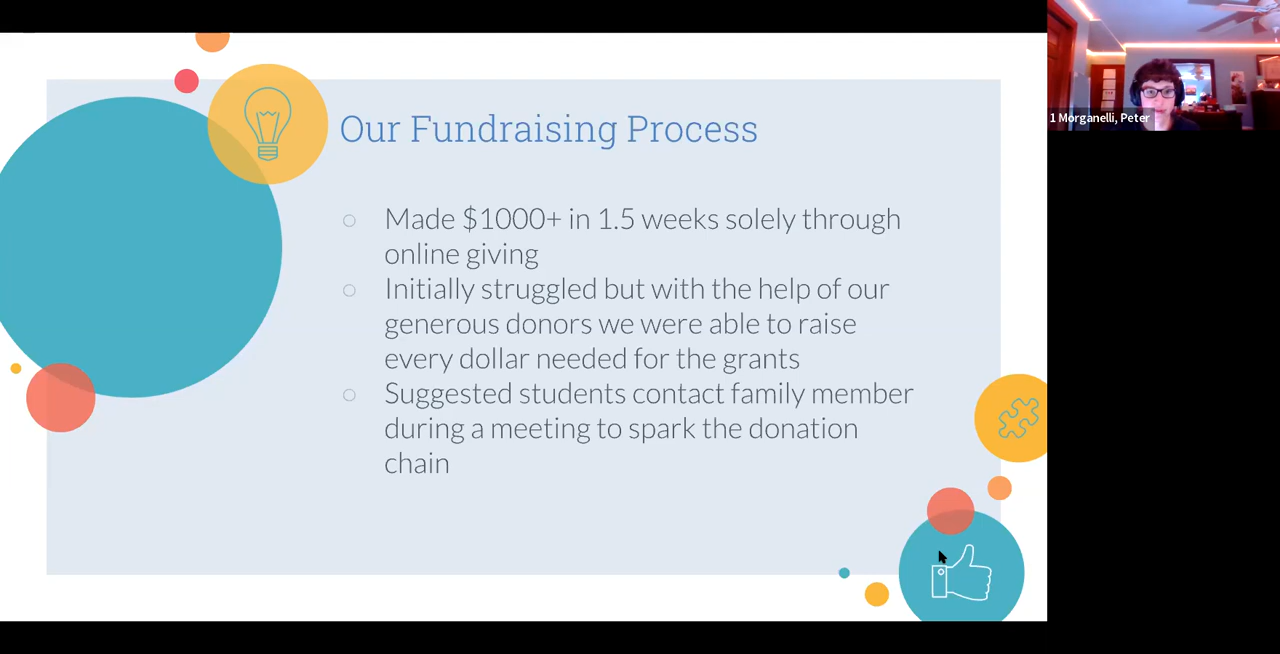 Our Fundraising Process
Made $1000+ in 1.5 weeks solely through
online giving
Initially struggled but with the help of our
generous donors we were able to raise
every dollar needed for the grants
Suggested students contact family member
during a meeting to spark the donation
chain
1 Morganelli, Peter